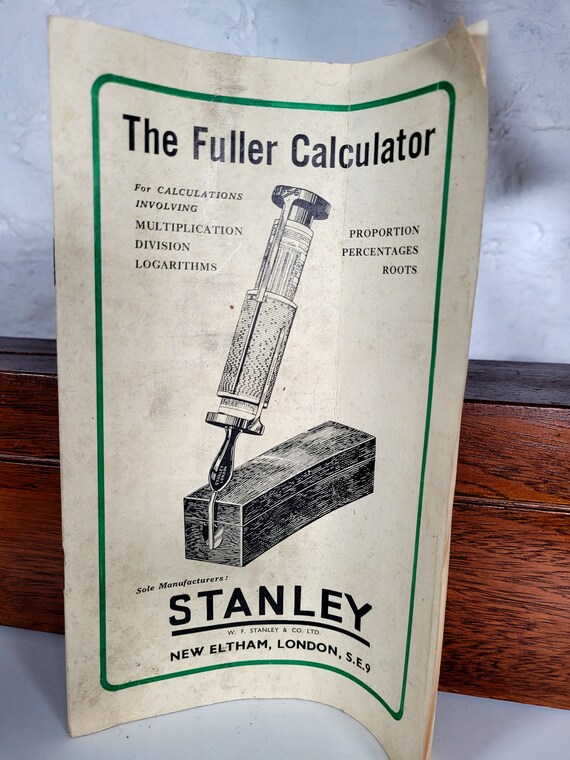 The Fuller Calculator
For CALCULATIONS
INVOLVING
MULTIPLICATION
DIVISION
LOGARITHMS
PROPORTION
PERCENTAGES
ROOTS
Sole Manufacturers:
STANLEY
W. F. STANLEY & CO. LTD.
NEW ELTHAM, LONDON, S.E.9